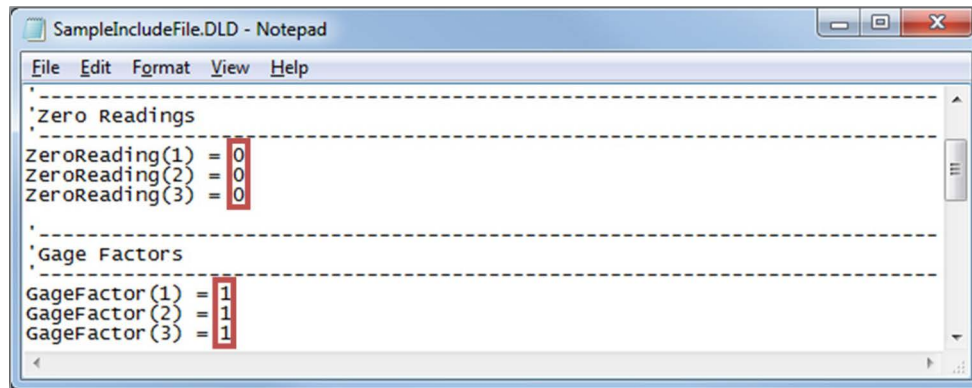 SampleIncludeFile.DLD - Notepad
File Edit Format View Help
'-------------------------------------------------------------------
'Zero Readings
'-------------------------------------------------------------------
ZeroReading(1) = 0
ZeroReading(2) = 0
ZeroReading(3) = 0
'-------------------------------------------------------------------
'Gage Factors
'-------------------------------------------------------------------
GageFactor(1) = 1
GageFactor(2) = 1
GageFactor(3) = 1